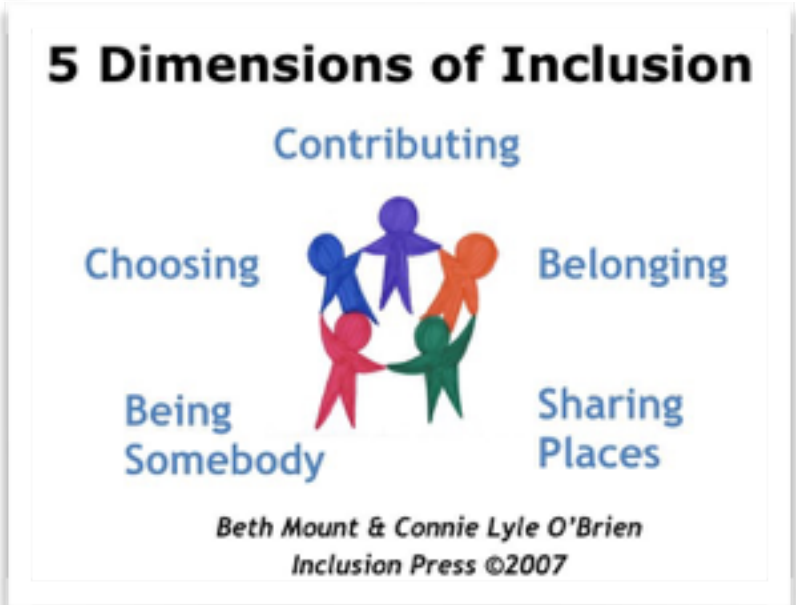 5 Dimensions of Inclusion
Contributing
Choosing
Belonging
Being
Somebody
Sharing
Places
Beth Mount & Connie Lyle O'Brien
Inclusion Press ©2007